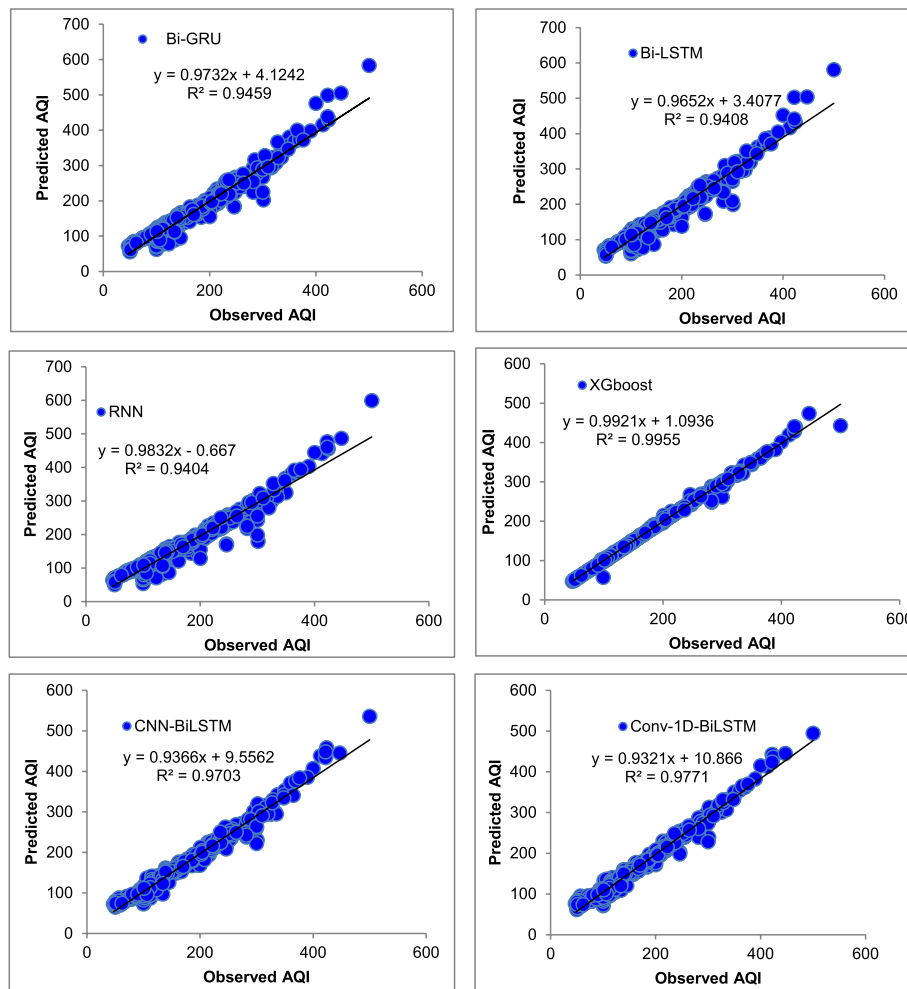 700
600
500
400
300
200
100
0
Predicted AQI
Bi-GRU
y = 0.9732x + 4.1242
R² = 0.9459
0 200 400 600
Observed AQI
700
600
500
400
300
200
100
0
Predicted AQI
Bi-LSTM
y = 0.9652x + 3.4077
R² = 0.9408
0 200 400 600
Observed AQI
700
600
500
400
300
200
100
0
Predicted AQI
RNN
y = 0.9832x - 0.667
R² = 0.9404
0 200 400 600
Observed AQI
600
500
400
300
200
100
0
Predicted AQI
XGboost
y = 0.9921x + 1.0936
R² = 0.9955
0 200 400 600
Observed AQI
600
500
400
300
200
100
0
Predicted AQI
CNN-BiLSTM
y = 0.9366x + 9.5562
R² = 0.9703
0 200 400 600
Observed AQI
600
500
400
300
200
100
0
Predicted AQI
Conv-1D-BiLSTM
y = 0.9321x + 10.866
R² = 0.9771
0 200 400 600
Observed AQI